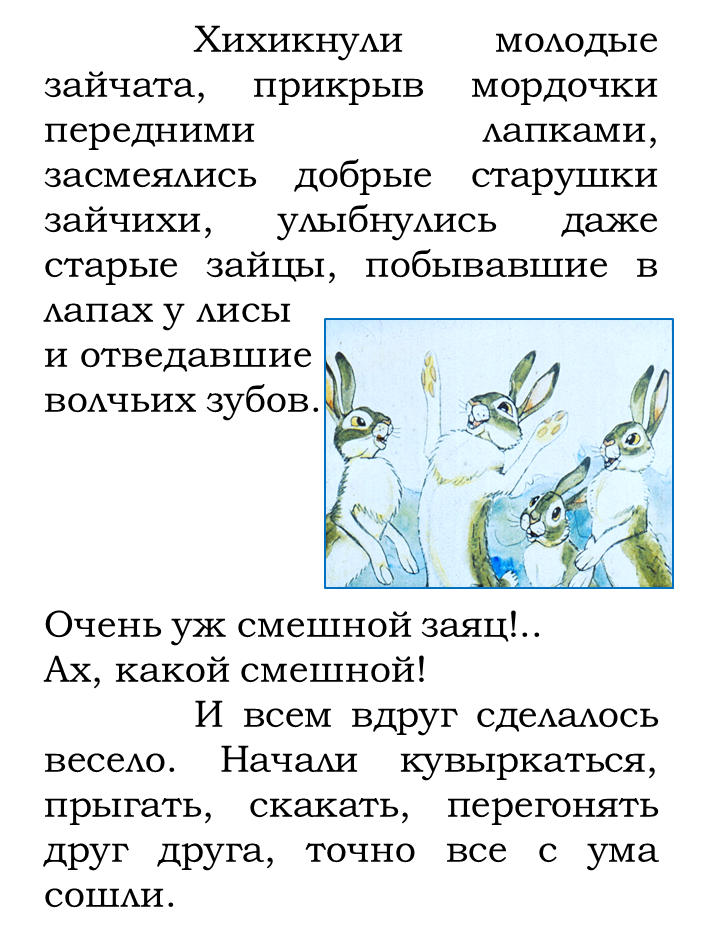 Хихикнули молодые
зайчата, прикрыв мордочки
передними лапками,
засмеялись добрые старушки
зайчихи, улыбнулись даже
старые зайцы, побывавшие в
лапах у лисы
и отведавшие
волчьих зубов.
Очень уж смешной заяц!..
Ах, какой смешной!
И всем вдруг сделалось
весело. Начали кувыркаться,
прыгать, скакать, перегонять
друг друга, точно все с ума
сошли.